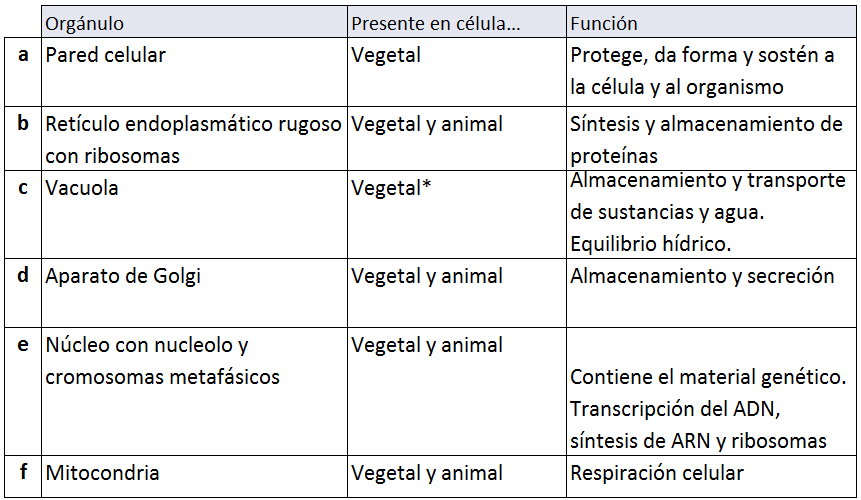 Orgánulo Presente en célula... Función
a Pared celular Vegetal Protege, da forma y sostén a
la célula y al organismo
b Retículo endoplasmático rugoso Vegetal y animal Síntesis y almacenamiento de
con ribosomas proteínas
c Vacuola Vegetal* Almacenamiento y transporte
de sustancias y agua.
Equilibrio hídrico.
d Aparato de Golgi Vegetal y animal Almacenamiento y secreción
e Núcleo con nucleolo y Vegetal y animal
cromosomas metafásicos Contiene el material genético.
Transcripción del ADN,
síntesis de ARN y ribosomas
f Mitocondria Vegetal y animal Respiración celular